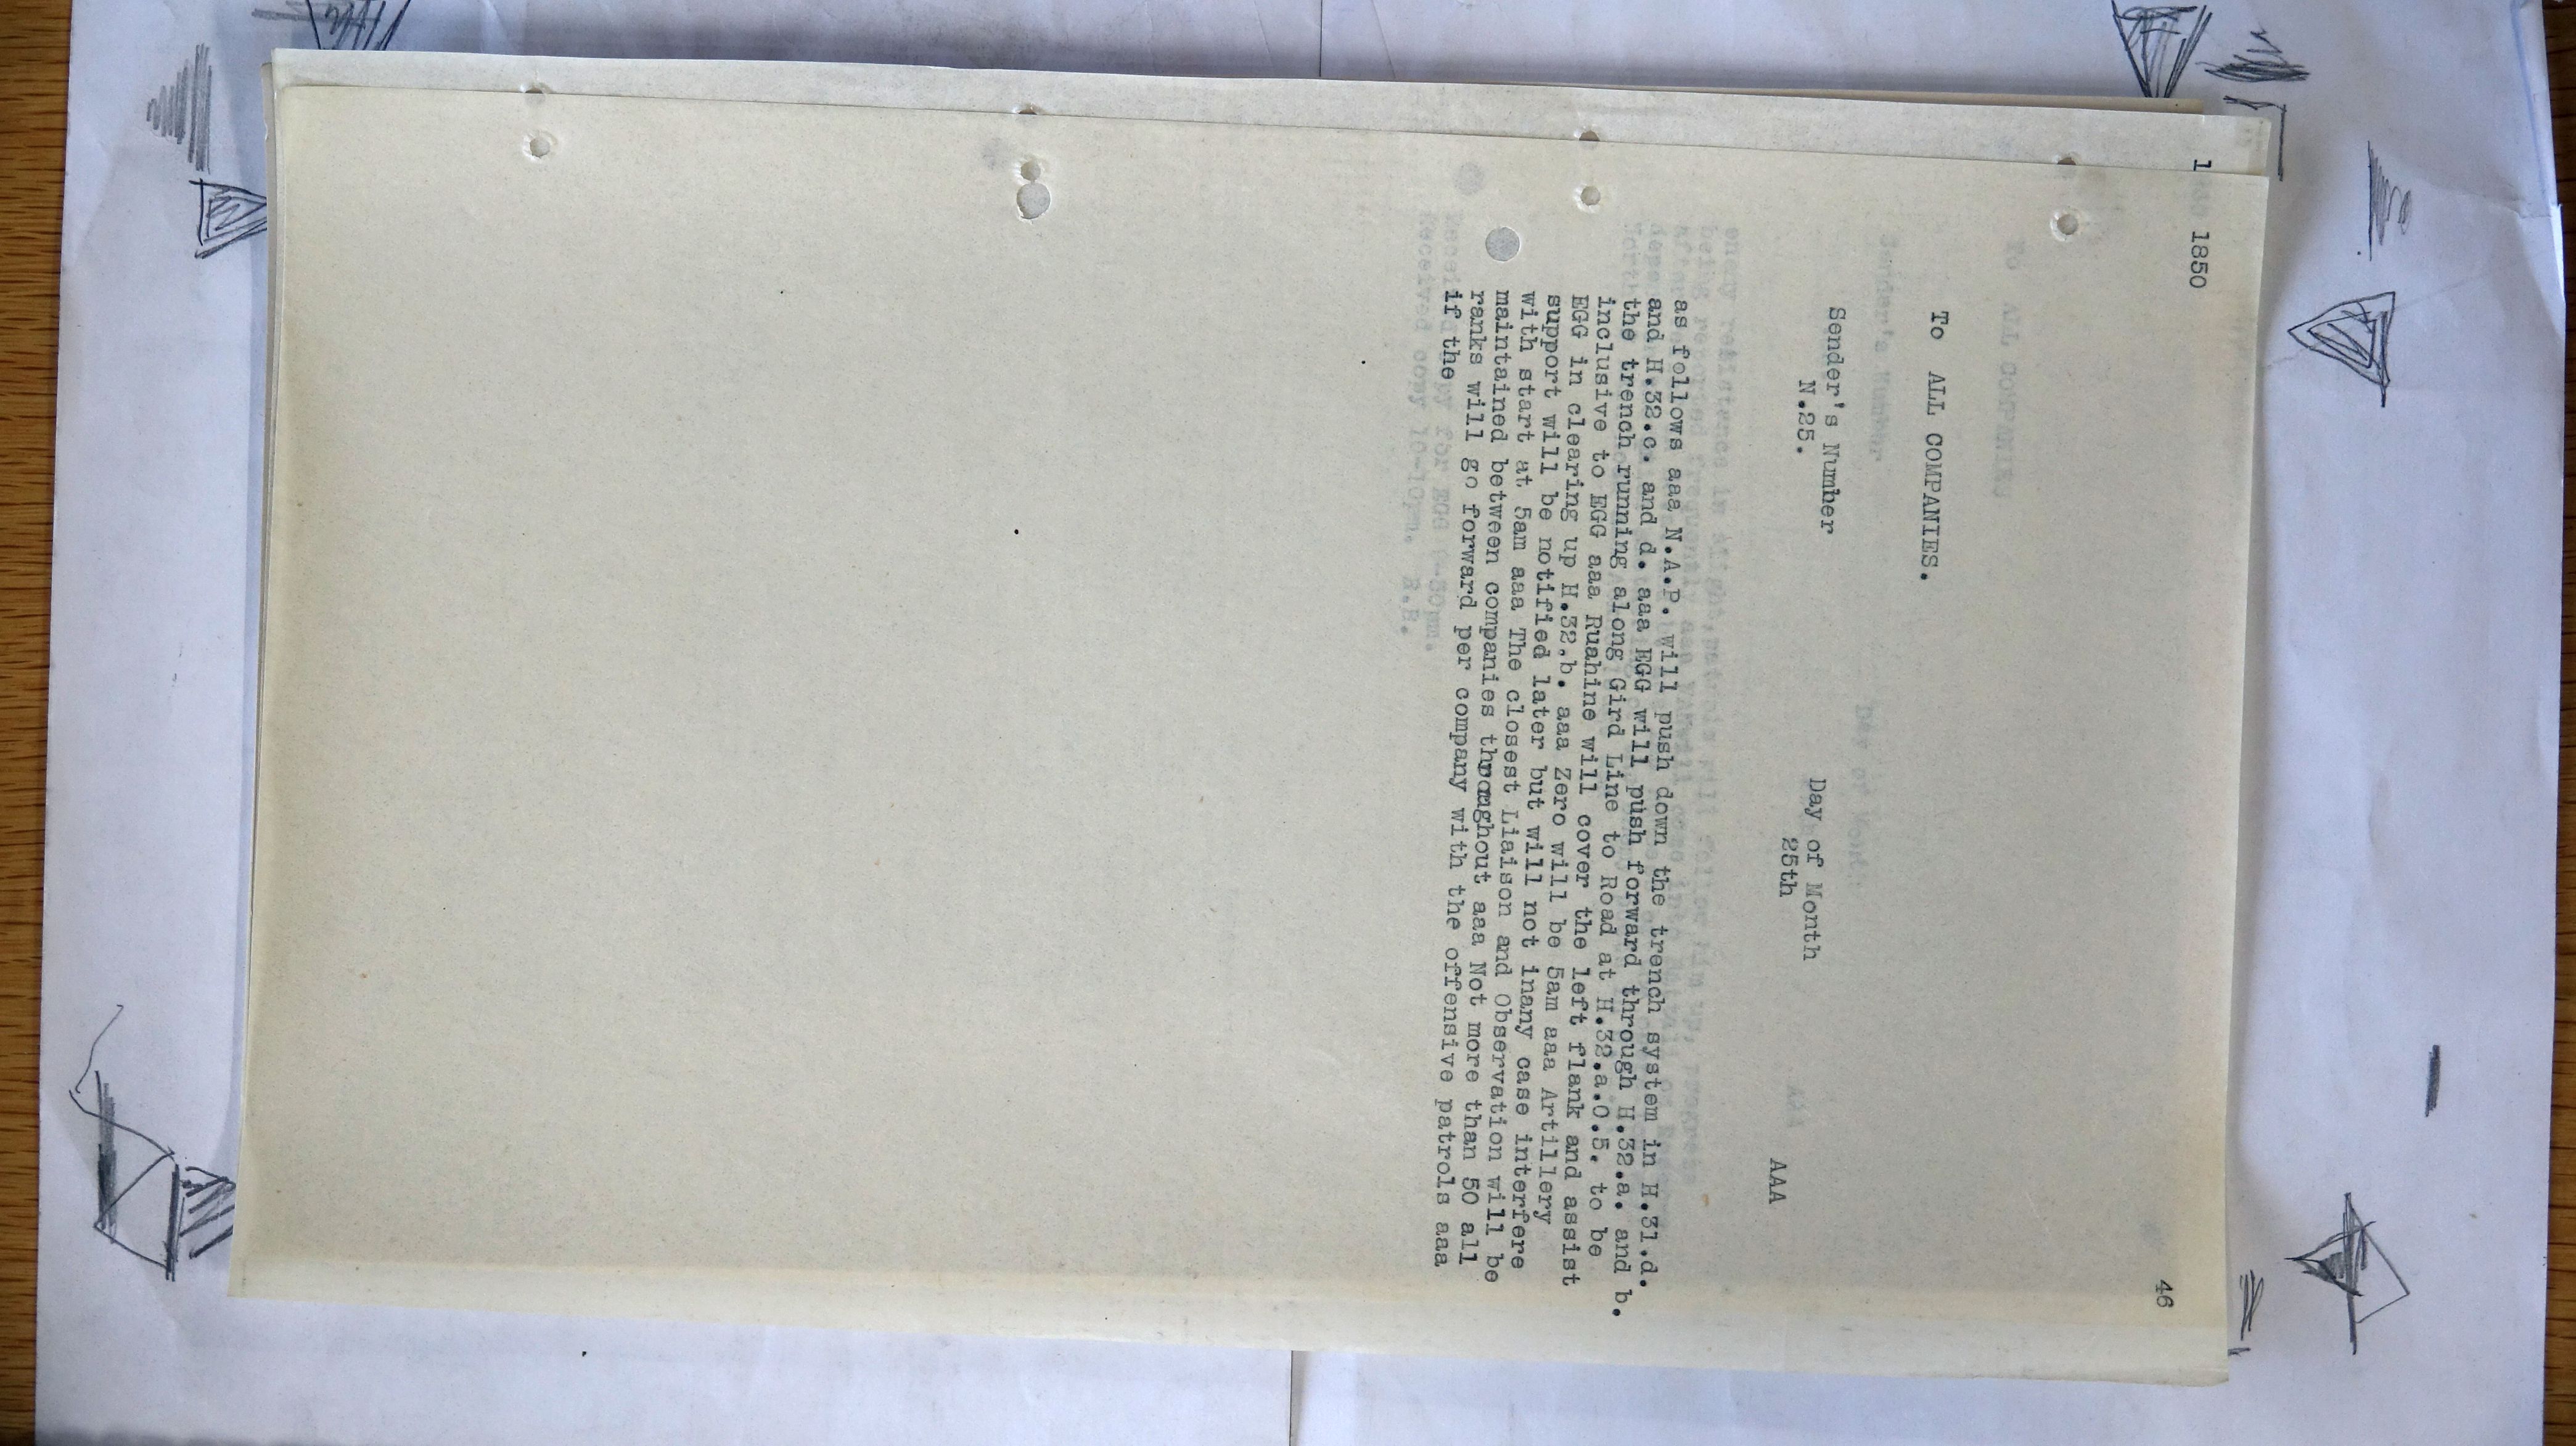 1 1850
46
To ALL COMPANIES.
Sender's Number Day of Month
N.25. 25th AAA
as follows aaa N.A.P. will push down the trench system in H.31.d.
and H.32.c. and d. aaa EGG will push forward through H.32.a. and b.
the trench running along Gird Line to Road at H.32.a.0.5. to be
inclusive to EGG aaa Ruahine will cover the left flank and assist
EGG in clearing up H.32.b. aaa Zero will be 5am aaa Artillery
support will be notified later but will not inany case interfere
with start at 5am aaa The closest Liaison and Observation will be
maintained between companies throughout aaa Not more than 50 all
ranks will go forward per company with the offensive patrols aaa
if the